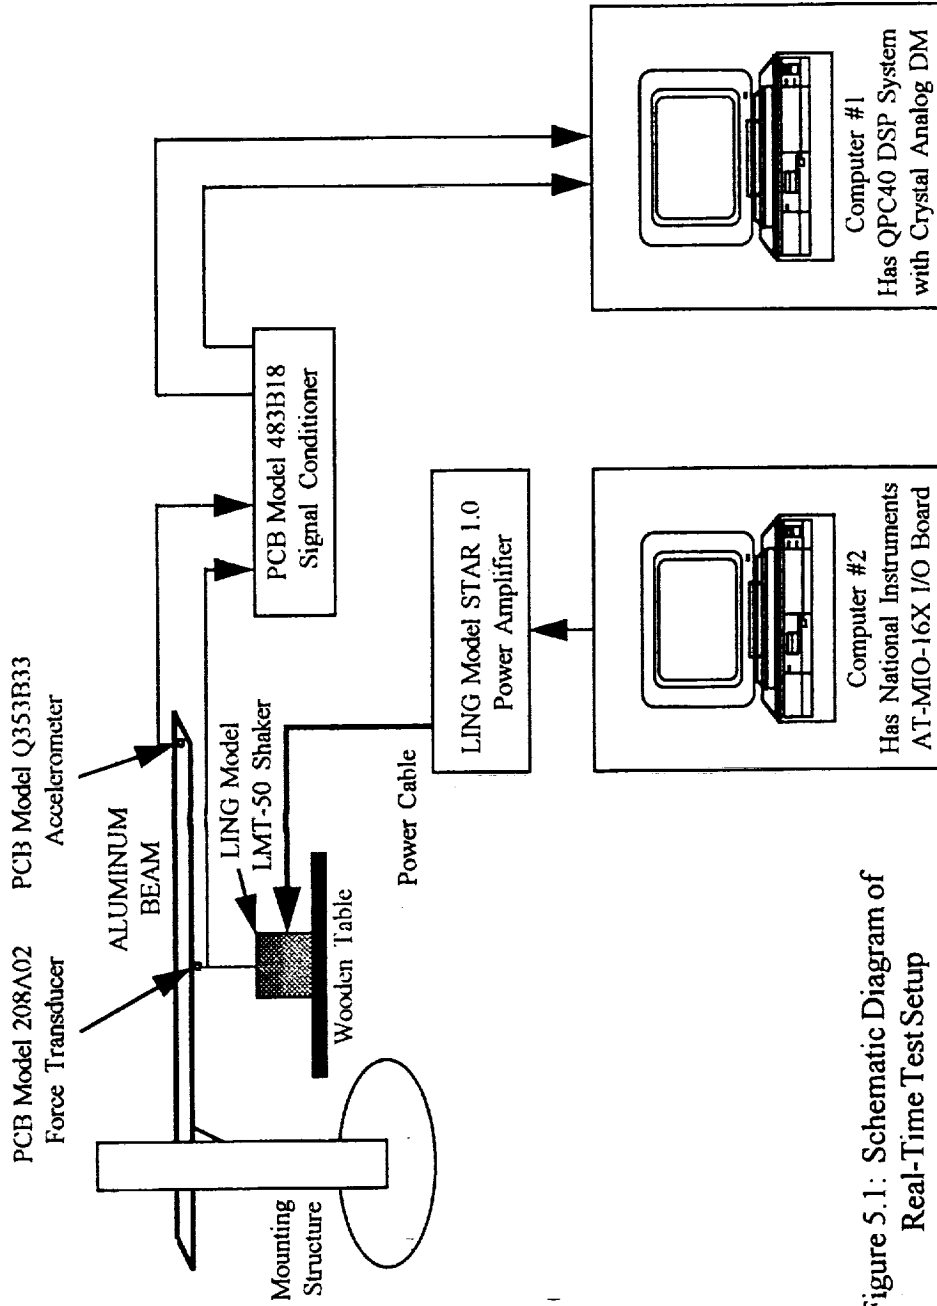 PCB Model 208A02
Force Transducer
PCB Model Q353B33
Accelerometer
ALUMINUM
BEAM
LING Model
LMT-50 Shaker
Mounting
Structure
Wooden Table
Power Cable
PCB Model 483B18
Signal Conditioner
LING Model STAR 1.0
Power Amplifier
Computer #2
Has National Instruments
AT-MIO-16X I/O Board
Computer #1
Has QPC40 DSP System
with Crystal Analog DM
Figure 5.1: Schematic Diagram of
Real-Time Test Setup